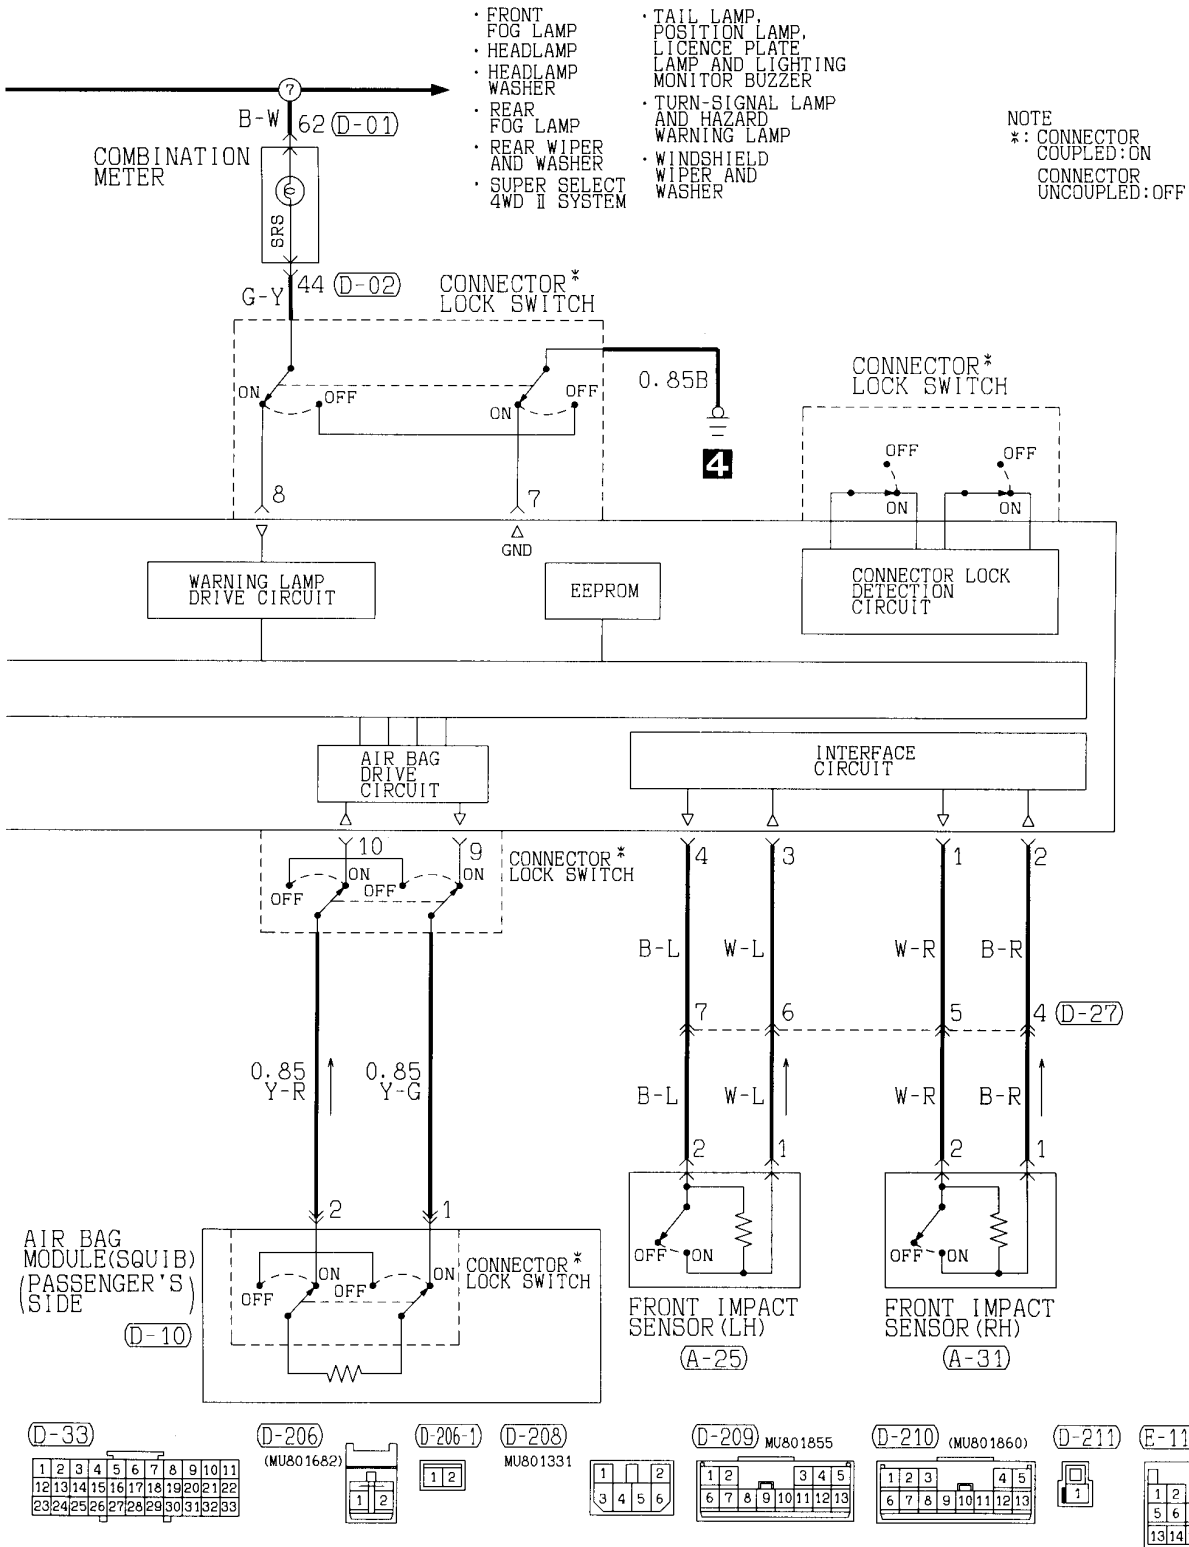 · FRONT
FOG LAMP
· HEADLAMP
· HEADLAMP
WASHER
· REAR
FOG LAMP
· REAR WIPER
AND WASHER
· SUPER SELECT
4WD Ⅱ SYSTEM
· TAIL LAMP,
POSITION LAMP,
LICENCE PLATE
LAMP AND LIGHTING
MONITOR BUZZER
· TURN-SIGNAL LAMP
AND HAZARD
WARNING LAMP
· WINDSHIELD
WIPER AND
WASHER
NOTE
*: CONNECTOR
COUPLED:ON
CONNECTOR
UNCOUPLED:OFF
7
B-W 62 D-01
COMBINATION
METER
SRS
G-Y 44 D-02
CONNECTOR*
LOCK SWITCH
ON OFF
ON OFF
0.85B
4
8 7
GND
CONNECTOR*
LOCK SWITCH
OFF OFF
ON ON
WARNING LAMP
DRIVE CIRCUIT
EEPROM
CONNECTOR LOCK
DETECTION
CIRCUIT
AIR BAG
DRIVE
CIRCUIT
INTERFACE
CIRCUIT
10 9
CONNECTOR*
LOCK SWITCH
OFF ON OFF ON
4 3 1 2
B-L W-L W-R B-R
7 6 5 4 D-27
0.85
Y-R
0.85
Y-G
B-L W-L W-R B-R
2 1 2 1
2 1
AIR BAG
MODULE(SQUIB)
(PASSENGER'S
SIDE)
D-10
CONNECTOR*
LOCK SWITCH
OFF ON OFF ON
OFF ON
FRONT IMPACT
SENSOR(LH)
A-25
OFF ON
FRONT IMPACT
SENSOR(RH)
A-31
D-33
1 2 3 4 5 6 7 8 9 10 11
12 13 14 15 16 17 18 19 20 21 22
23 24 25 26 27 28 29 30 31 32 33
D-206
(MU801682)
1 2
D-206-1
1 2
D-208
MU801331
1 2
3 4 5 6
D-209 MU801855
1 2 3 4 5
6 7 8 9 10 11 12 13
D-210 (MU801860)
1 2 3 4 5
6 7 8 9 10 11 12 13
D-211
1
E-11
1 2
5 6
13 14